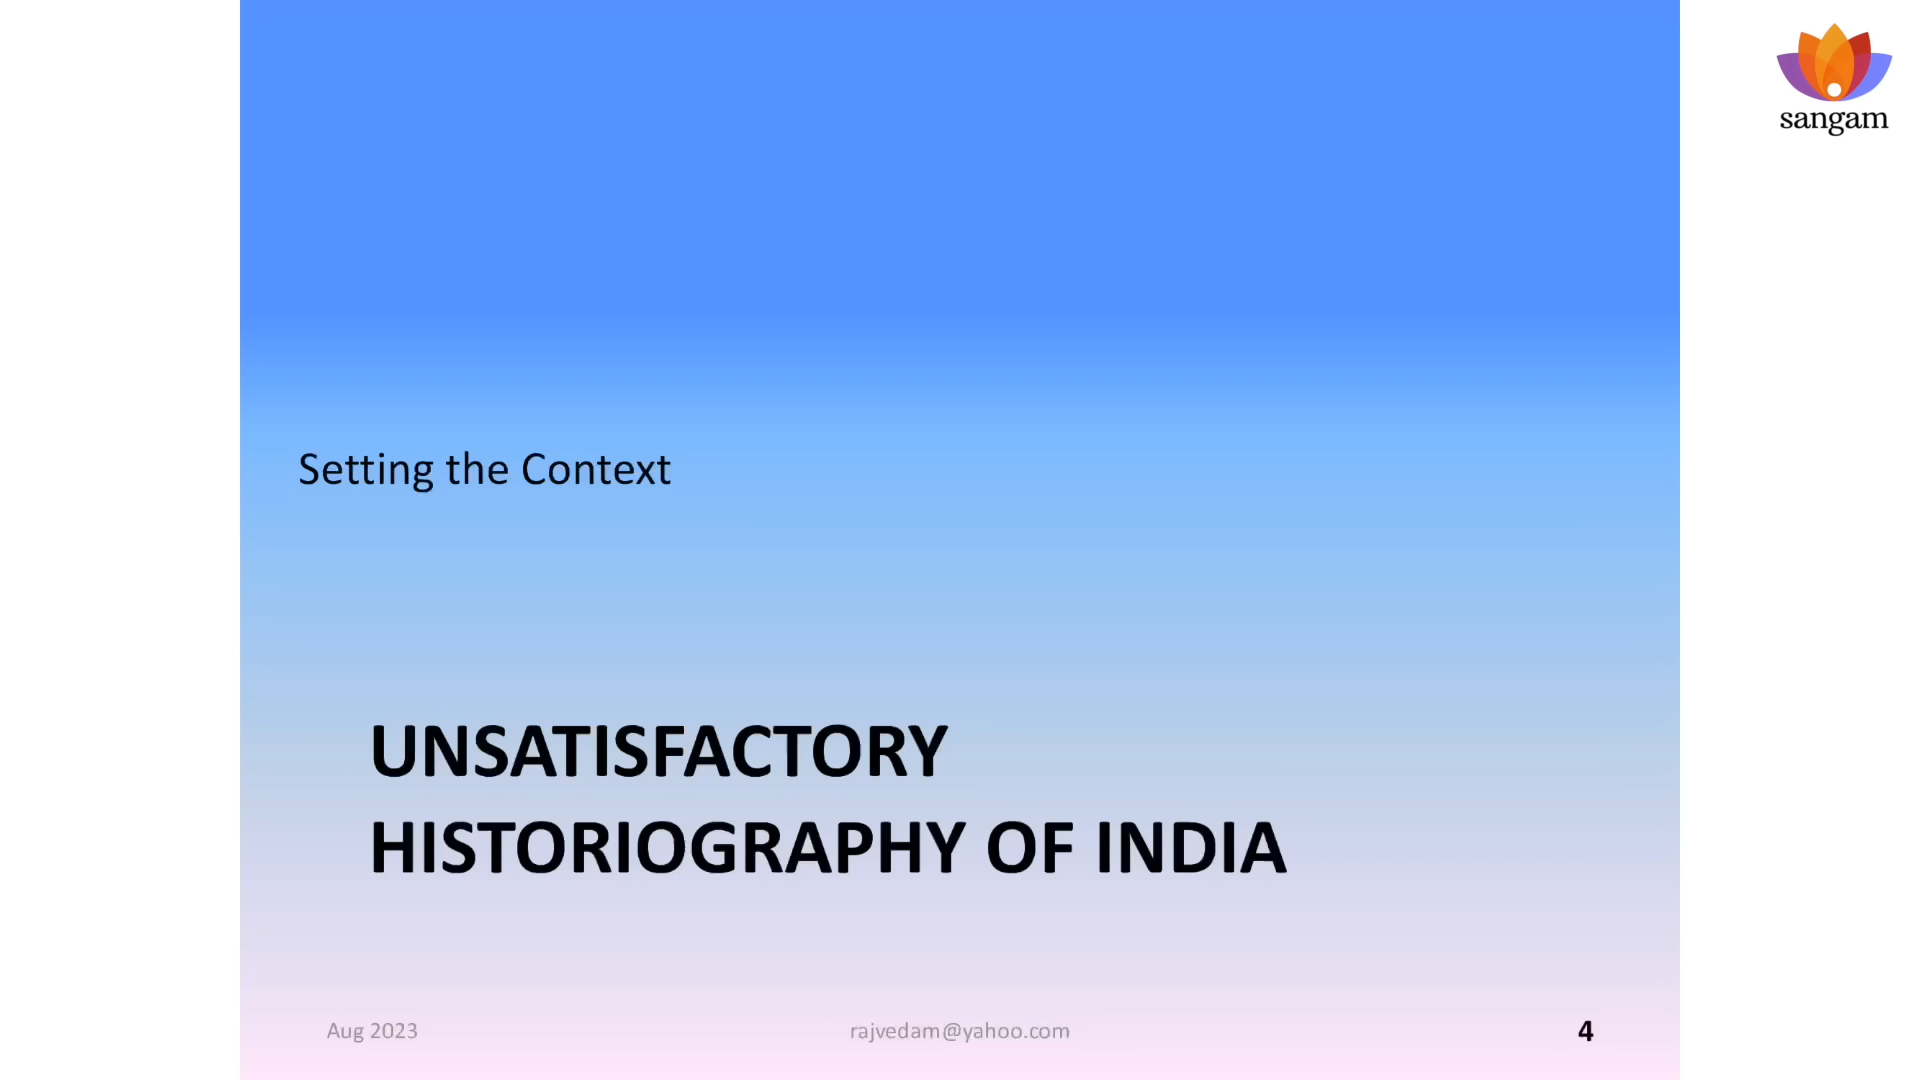 sangam
Setting the Context
UNSATISFACTORY
HISTORIOGRAPHY OF INDIA
Aug 2023
rajvedam@yahoo.com
4